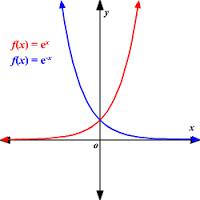 y
f(x) = eˣ
f(x) = e⁻ˣ
x
o